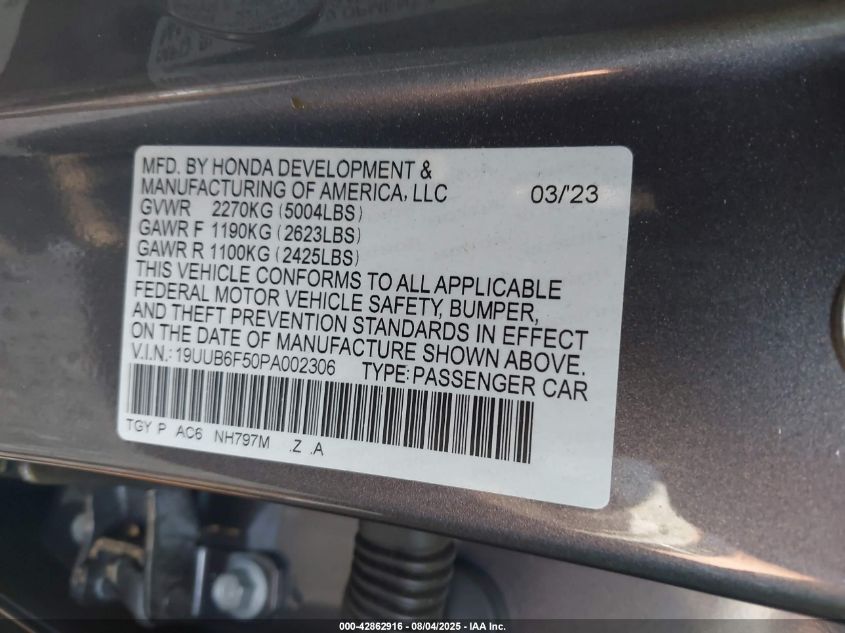 MFD. BY HONDA DEVELOPMENT &
MANUFACTURING OF AMERICA, LLC 03/'23
GVWR 2270KG (5004LBS)
GAWR F 1190KG (2623LBS)
GAWR R 1100KG (2425LBS)
THIS VEHICLE CONFORMS TO ALL APPLICABLE
FEDERAL MOTOR VEHICLE SAFETY, BUMPER,
AND THEFT PREVENTION STANDARDS IN EFFECT
ON THE DATE OF MANUFACTURE SHOWN ABOVE.
V.I.N.: 19UUB6F50PA002306 TYPE: PASSENGER CAR
TGY P AC6 NH797M .Z .A
000-42862916 - 08/04/2025 - IAA Inc.